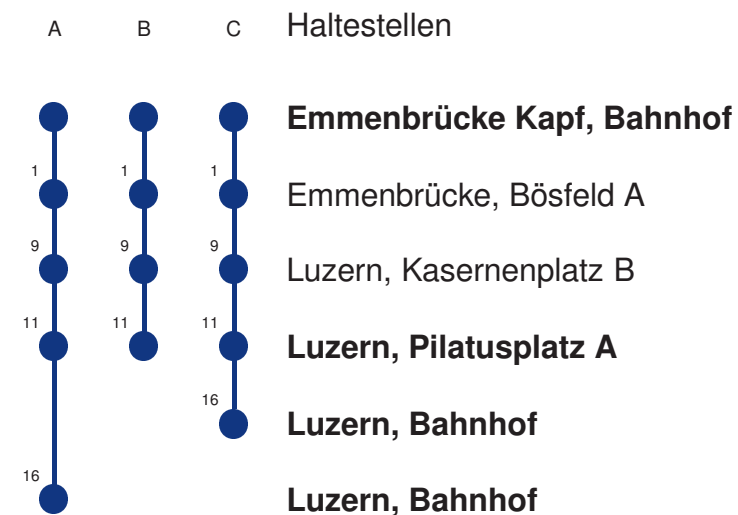 A B C Haltestellen
Emmenbrücke Kapf, Bahnhof
1 1 1 Emmenbrücke, Bösfeld A
9 9 9 Luzern, Kasernenplatz B
11 11 11 Luzern, Pilatusplatz A
16 Luzern, Bahnhof
16 Luzern, Bahnhof